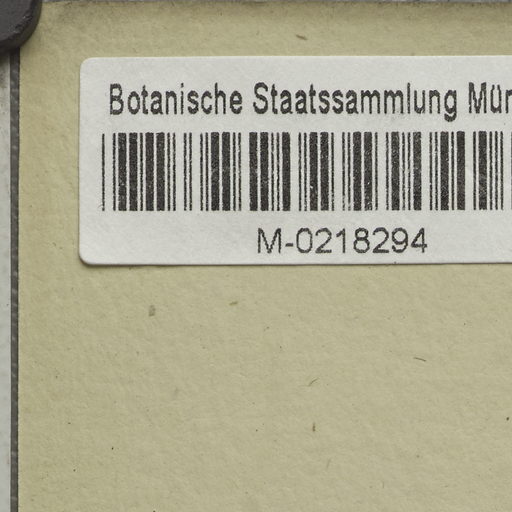 Botanische Staatssammlung Mün
M-0218294